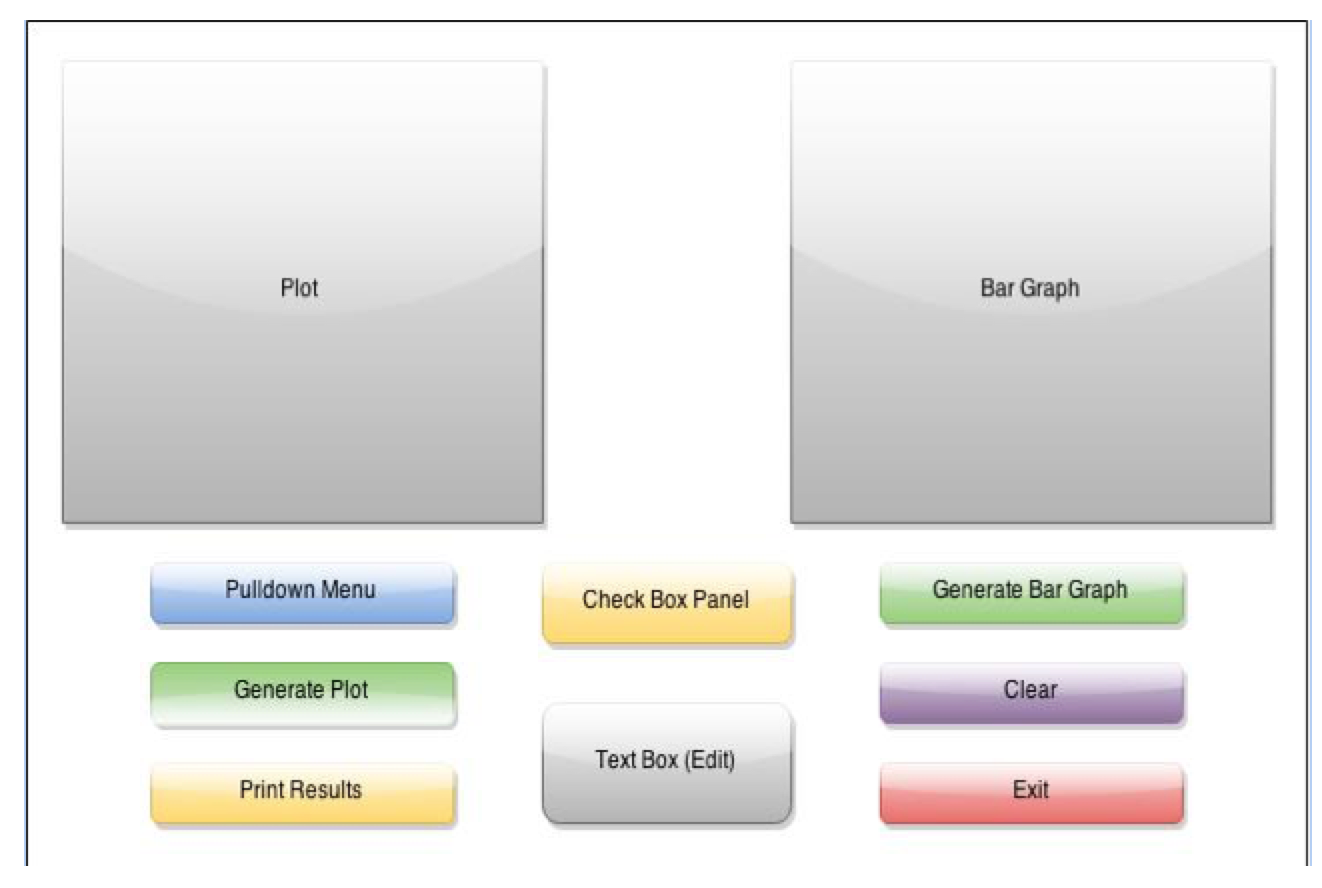 Plot
Bar Graph
Pulldown Menu
Check Box Panel
Generate Bar Graph
Generate Plot
Clear
Text Box (Edit)
Print Results
Exit